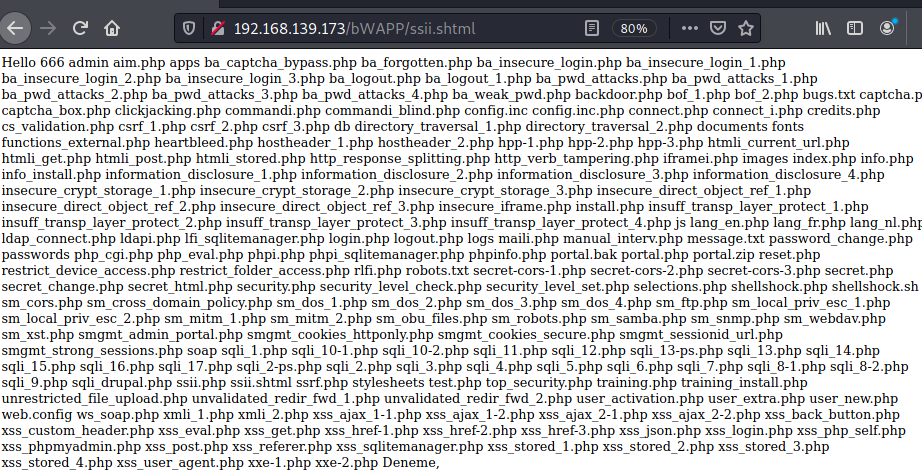 192.168.139.173/bWAPP/ssii.shtml
80%
Hello 666 admin aim.php apps ba_captcha_bypass.php ba_forgotten.php ba_insecure_login.php ba_insecure_login_1.php
ba_insecure_login_2.php ba_insecure_login_3.php ba_logout.php ba_logout_1.php ba_pwd_attacks.php ba_pwd_attacks_1.php
ba_pwd_attacks_2.php ba_pwd_attacks_3.php ba_pwd_attacks_4.php ba_weak_pwd.php backdoor.php bof_1.php bof_2.php bugs.txt captcha.p
captcha_box.php clickjacking.php commandi.php commandi_blind.php config.inc config.inc.php connect.php connect_i.php credits.php
cs_validation.php csrf_1.php csrf_2.php csrf_3.php db directory_traversal_1.php directory_traversal_2.php documents fonts
functions_external.php heartbleed.php hostheader_1.php hostheader_2.php hpp-1.php hpp-2.php hpp-3.php htmli_current_url.php
htmli_get.php htmli_post.php htmli_stored.php http_response_splitting.php http_verb_tampering.php iframei.php images index.php info.php
info_install.php information_disclosure_1.php information_disclosure_2.php information_disclosure_3.php information_disclosure_4.php
insecure_crypt_storage_1.php insecure_crypt_storage_2.php insecure_crypt_storage_3.php insecure_direct_object_ref_1.php
insecure_direct_object_ref_2.php insecure_direct_object_ref_3.php insecure_iframe.php install.php insuff_transp_layer_protect_1.php
insuff_transp_layer_protect_2.php insuff_transp_layer_protect_3.php insuff_transp_layer_protect_4.php js lang_en.php lang_fr.php lang_nl.php
ldap_connect.php ldapi.php lfi_sqlitemanager.php login.php logout.php logs maili.php manual_interv.php message.txt password_change.php
passwords php_cgi.php php_eval.php phpi.php phpi_sqlitemanager.php phpinfo.php portal.bak portal.php portal.zip reset.php
restrict_device_access.php restrict_folder_access.php rlfi.php robots.txt secret-cors-1.php secret-cors-2.php secret-cors-3.php secret.php
secret_change.php secret_html.php security.php security_level_check.php security_level_set.php selections.php shellshock.php shellshock.sh
sm_cors.php sm_cross_domain_policy.php sm_dos_1.php sm_dos_2.php sm_dos_3.php sm_dos_4.php sm_ftp.php sm_local_priv_esc_1.php
sm_local_priv_esc_2.php sm_mitm_1.php sm_mitm_2.php sm_obu_files.php sm_robots.php sm_samba.php sm_snmp.php sm_webdav.php
sm_xst.php smgmt_admin_portal.php smgmt_cookies_httponly.php smgmt_cookies_secure.php smgmt_sessionid_url.php
smgmt_strong_sessions.php soap sqli_1.php sqli_10-1.php sqli_10-2.php sqli_11.php sqli_12.php sqli_13-ps.php sqli_13.php sqli_14.php
sqli_15.php sqli_16.php sqli_17.php sqli_2-ps.php sqli_2.php sqli_3.php sqli_4.php sqli_5.php sqli_6.php sqli_7.php sqli_8-1.php sqli_8-2.php
sqli_9.php sqli_drupal.php ssii.php ssii.shtml ssrf.php stylesheets test.php top_security.php training.php training_install.php
unrestricted_file_upload.php unvalidated_redir_fwd_1.php unvalidated_redir_fwd_2.php user_activation.php user_extra.php user_new.php
web.config ws_soap.php xmli_1.php xmli_2.php xss_ajax_1-1.php xss_ajax_1-2.php xss_ajax_2-1.php xss_ajax_2-2.php xss_back_button.php
xss_custom_header.php xss_eval.php xss_get.php xss_href-1.php xss_href-2.php xss_href-3.php xss_json.php xss_login.php xss_php_self.php
xss_phpmyadmin.php xss_post.php xss_referer.php xss_sqlitemanager.php xss_stored_1.php xss_stored_2.php xss_stored_3.php
xss_stored_4.php xss_user_agent.php xxe-1.php xxe-2.php Deneme,